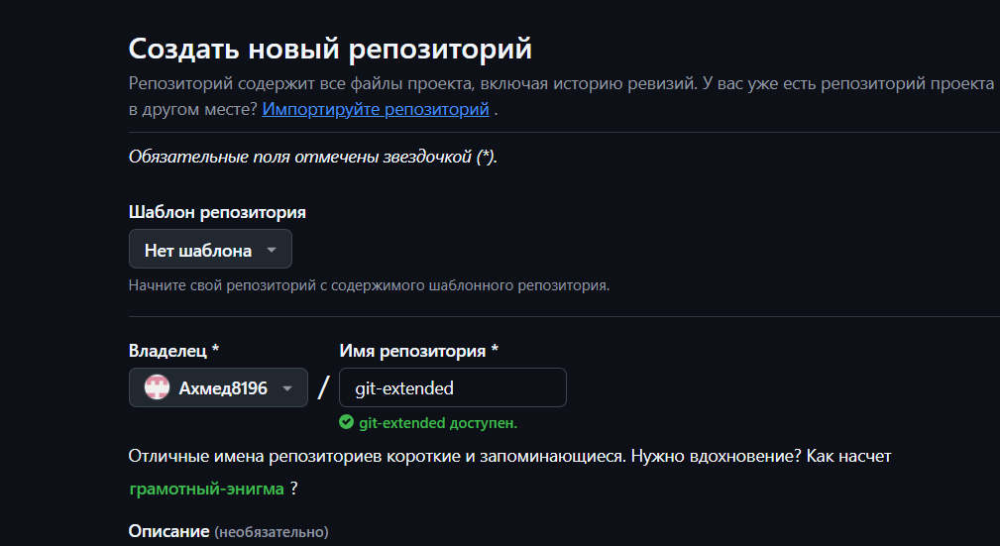 Создать новый репозиторий
Репозиторий содержит все файлы проекта, включая историю ревизий. У вас уже есть репозиторий проекта
в другом месте? Импортируйте репозиторий .
Обязательные поля отмечены звездочкой (*).
Шаблон репозитория
Нет шаблона
Начните свой репозиторий с содержимого шаблонного репозитория.
Владелец * Имя репозитория *
Ахмед8196 / git-extended
git-extended доступен.
Отличные имена репозиториев короткие и запоминающиеся. Нужно вдохновение? Как насчет
грамотный-энигма ?
Описание (необязательно)